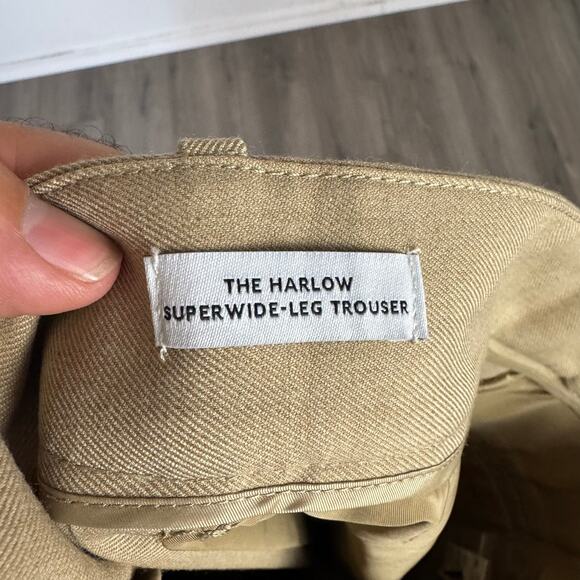 THE HARLOW
SUPERWIDE-LEG TROUSER